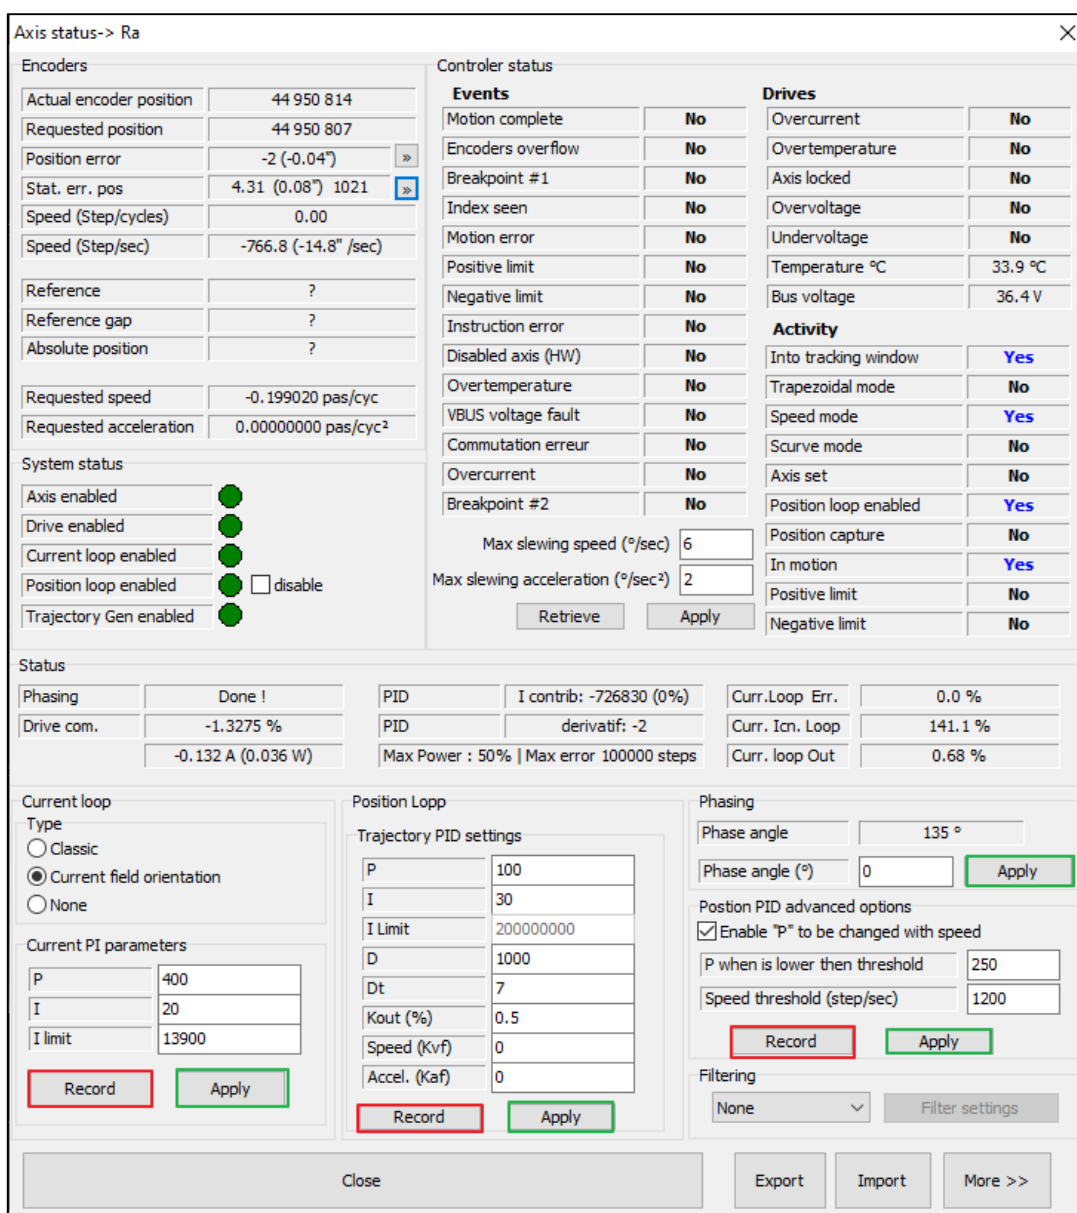 Axis status-> Ra
Encoders
Actual encoder position 44 950 814
Requested position 44 950 807
Position error -2 (-0.04") »
Stat. err. pos 4.31 (0.08") 1021 »
Speed (Step/cycles) 0.00
Speed (Step/sec) -766.8 (-14.8" /sec)
Reference ?
Reference gap ?
Absolute position ?
Requested speed -0.199020 pas/cyc
Requested acceleration 0.00000000 pas/cyc²
System status
Axis enabled
Drive enabled
Current loop enabled
Position loop enabled disable
Trajectory Gen enabled
Controler status
Events
Motion complete No
Encoders overflow No
Breakpoint #1 No
Index seen No
Motion error No
Positive limit No
Negative limit No
Instruction error No
Disabled axis (HW) No
Overtemperature No
VBUS voltage fault No
Commutation erreur No
Overcurrent No
Breakpoint #2 No
Max slewing speed (°/sec) 6
Max slewing acceleration (°/sec²) 2
Retrieve Apply
Drives
Overcurrent No
Overtemperature No
Axis locked No
Overvoltage No
Undervoltage No
Temperature °C 33.9 °C
Bus voltage 36.4 V
Activity
Into tracking window Yes
Trapezoidal mode No
Speed mode Yes
Scurve mode No
Axis set No
Position loop enabled Yes
Position capture No
In motion Yes
Positive limit No
Negative limit No
Status
Phasing Done ! PID I contrib: -726830 (0%) Curr.Loop Err. 0.0 %
Drive com. -1.3275 % PID derivatif: -2 Curr. Icn. Loop 141.1 %
-0.132 A (0.036 W) Max Power : 50% | Max error 100000 steps Curr. loop Out 0.68 %
Current loop
Type
Classic
Current field orientation
None
Current PI parameters
P 400
I 20
I limit 13900
Record Apply
Position Lopp
Trajectory PID settings
P 100
I 30
I Limit 200000000
D 1000
Dt 7
Kout (%) 0.5
Speed (Kvf) 0
Accel. (Kaf) 0
Record Apply
Phasing
Phase angle 135 °
Phase angle (°) 0 Apply
Postion PID advanced options
Enable "P" to be changed with speed
P when is lower then threshold 250
Speed threshold (step/sec) 1200
Record Apply
Filtering
None Filter settings
Close Export Import More >>